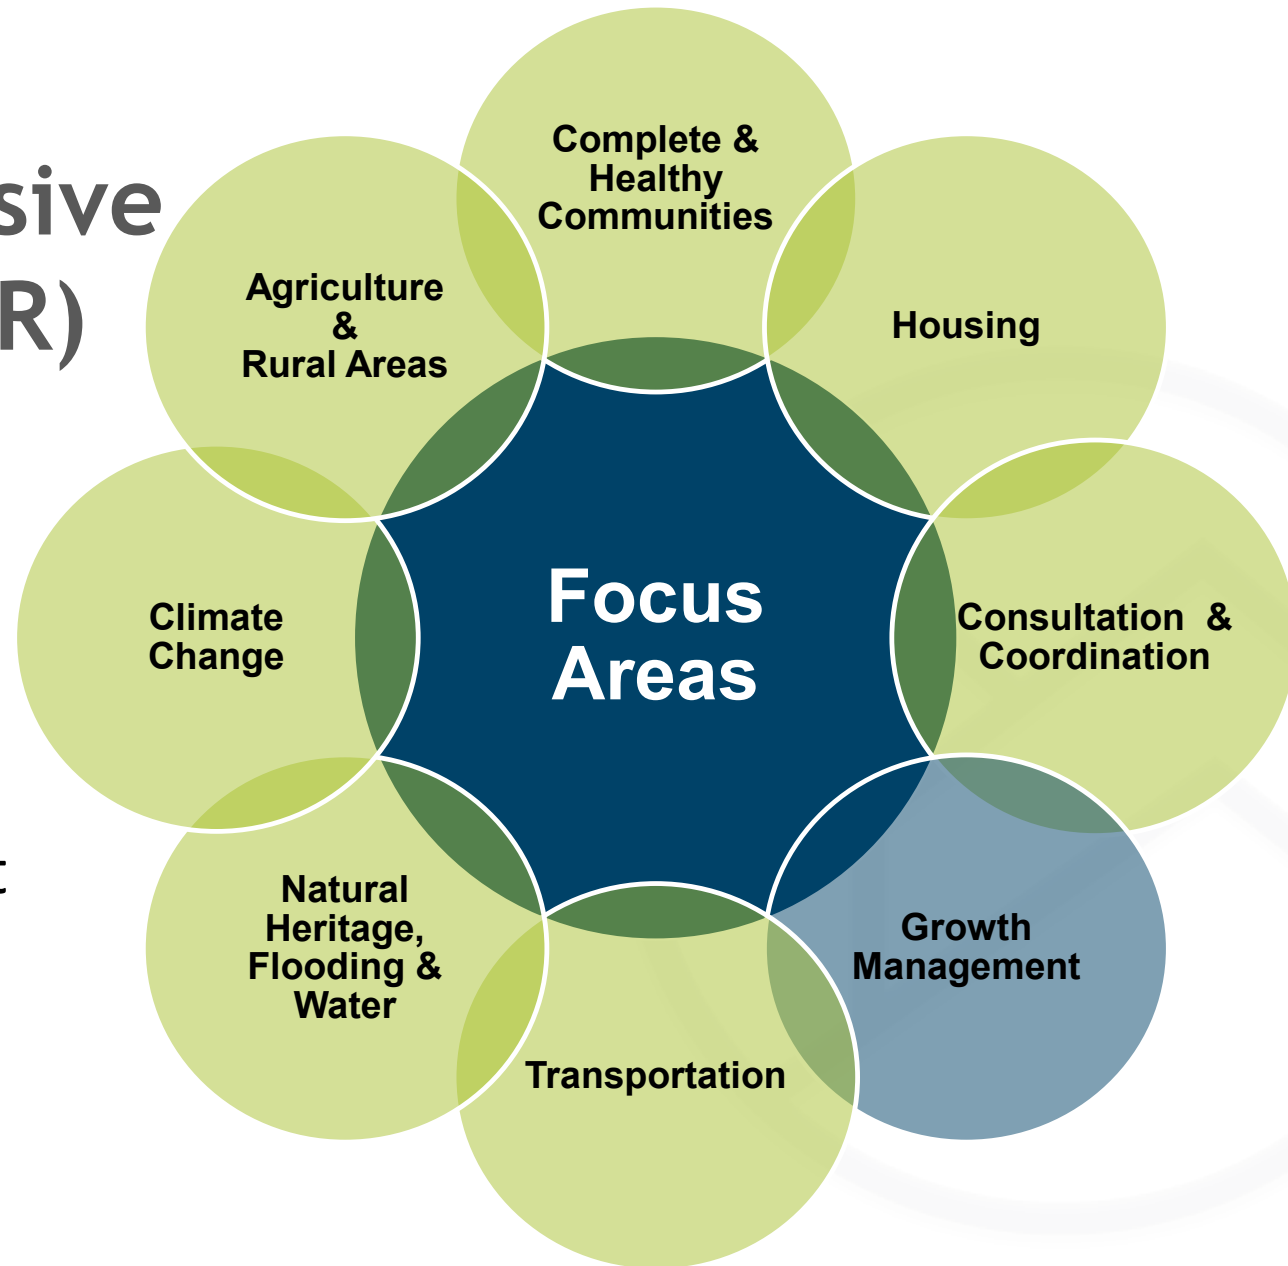 sive
R)
t
Complete &
Healthy
Communities
Housing
Consultation  &
Coordination
Growth
Management
Transportation
Natural
Heritage,
Flooding &
Water
Climate
Change
Agriculture
&
Rural Areas
Focus
Areas